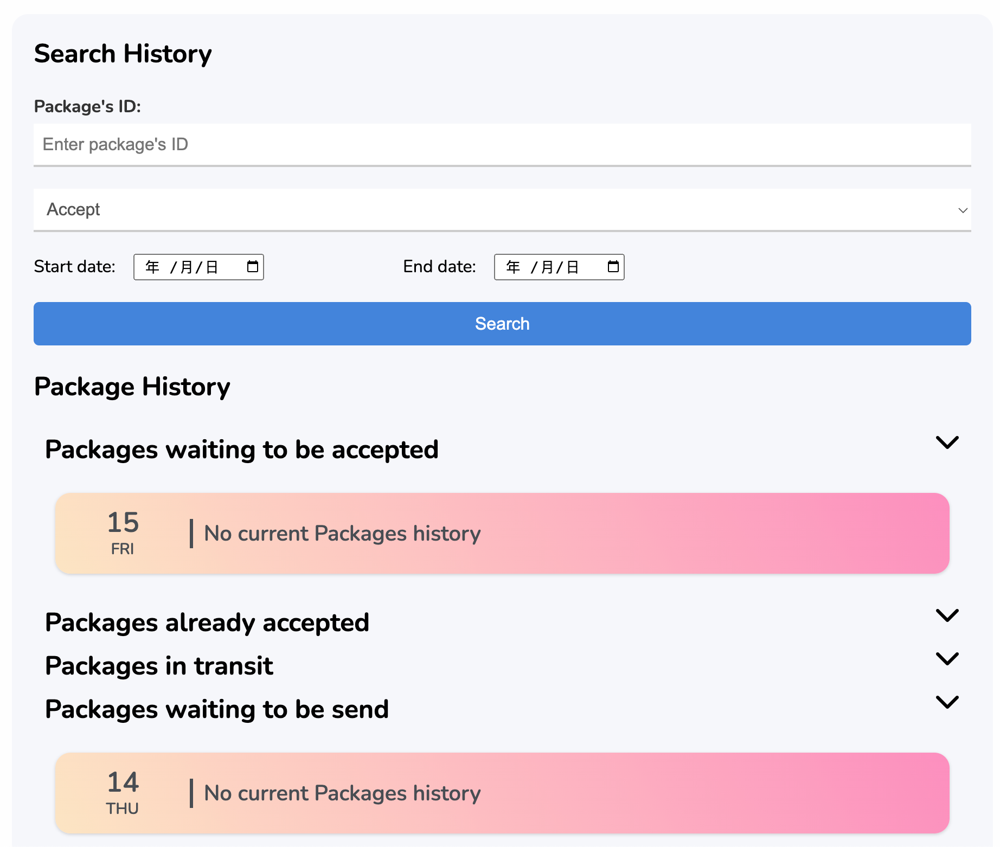 Search History
Package's ID:
Enter package's ID
Accept
Start date: 年 /月/日 End date: 年 /月/日
Search
Package History
Packages waiting to be accepted
15
FRI
No current Packages history
Packages already accepted
Packages in transit
Packages waiting to be send
14
THU
No current Packages history